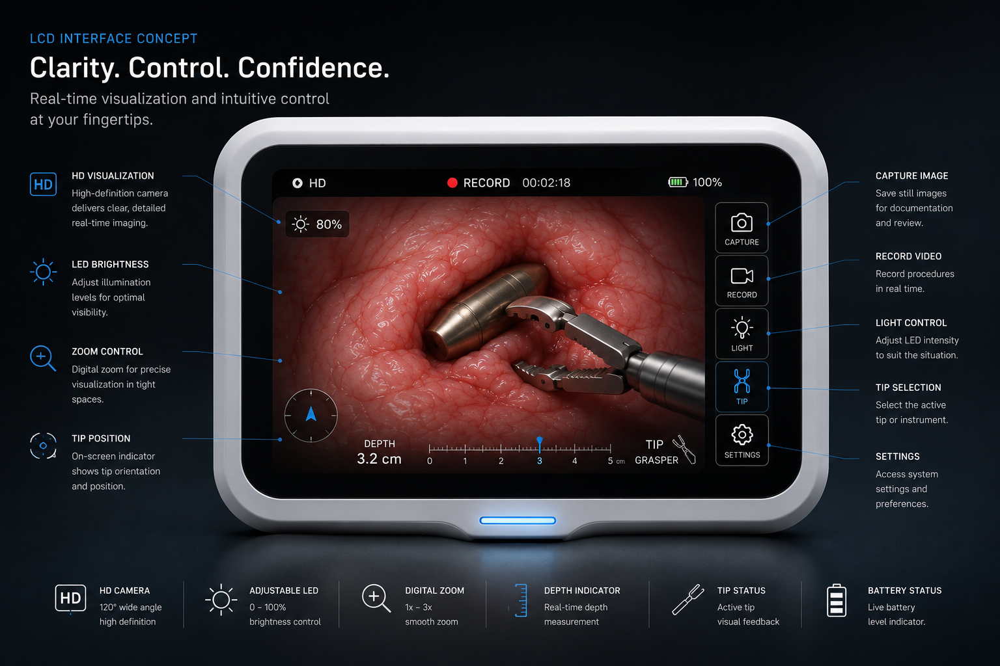 LCD INTERFACE CONCEPT
Clarity. Control. Confidence.
Real-time visualization and intuitive control
at your fingertips.
HD
HD VISUALIZATION
High-definition camera
delivers clear, detailed
real-time imaging.
LED BRIGHTNESS
Adjust illumination
levels for optimal
visibility.
ZOOM CONTROL
Digital zoom for precise
visualization in tight
spaces.
TIP POSITION
On-screen indicator
shows tip orientation
and position.
HD
RECORD 00:02:18
100%
80%
DEPTH
3.2 cm
0 1 2 3 4 5 cm
TIP
GRASPER
CAPTURE
RECORD
LIGHT
TIP
SETTINGS
CAPTURE IMAGE
Save still images
for documentation
and review.
RECORD VIDEO
Record procedures
in real time.
LIGHT CONTROL
Adjust LED intensity
to suit the situation.
TIP SELECTION
Select the active
tip or instrument.
SETTINGS
Access system
settings and
preferences.
HD
HD CAMERA
120° wide angle
high definition
ADJUSTABLE LED
0 – 100%
brightness control
DIGITAL ZOOM
1x – 3x
smooth zoom
DEPTH INDICATOR
Real-time depth
measurement
TIP STATUS
Active tip
visual feedback
BATTERY STATUS
Live battery
level indicator.